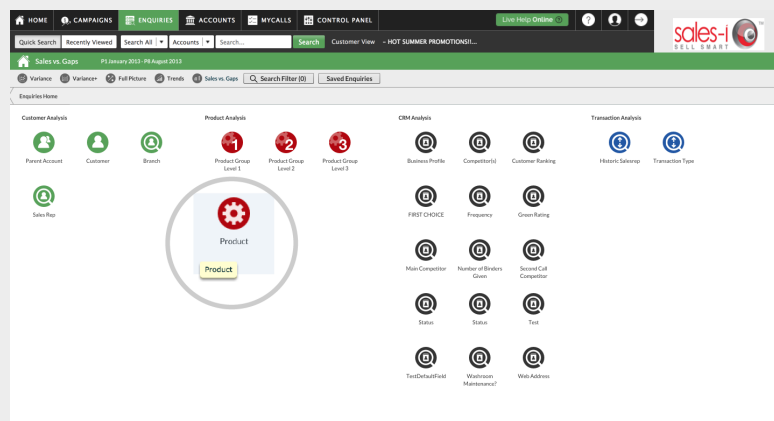 HOME CAMPAIGNS ENQUIRIES ACCOUNTS MYCALLS CONTROL PANEL Live Help Online ?
Quick Search Recently Viewed Search All Accounts Search... Search Customer View ~ HOT SUMMER PROMOTIONS!!...
sales-i
SELL SMART
Sales vs. Gaps P1 January 2013 - P8 August 2013
Variance Variance+ Full Picture Trends Sales vs. Gaps Search Filter (0) Saved Enquiries
Enquiries Home
Customer Analysis Product Analysis CRM Analysis Transaction Analysis
1 2 3
Parent Account Customer Branch Product Group Level 1 Product Group Level 2 Product Group Level 3 Business Profile Competitor(s) Customer Ranking Historic Salesrep Transaction Type
Sales Rep FIRST CHOICE Frequency Green Rating
Product
Product
Main Competitor Number of Binders Given Second Call Competitor
Status Status Test
TestDefaultField Washroom Maintenance? Web Address